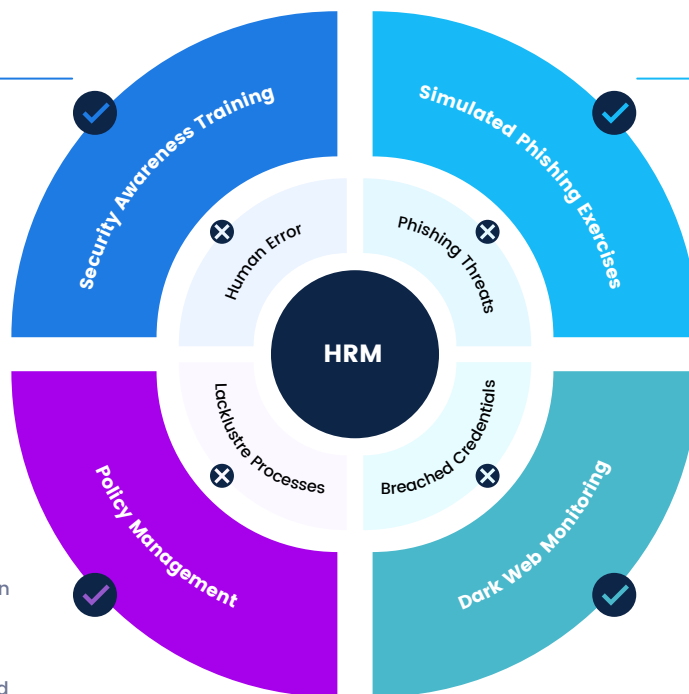 Security Awareness Training
Simulated Phishing Exercises
Human Error
Phishing Threats
HRM
Lacklustre Processes
Breached Credentials
Policy Management
Dark Web Monitoring
n
d